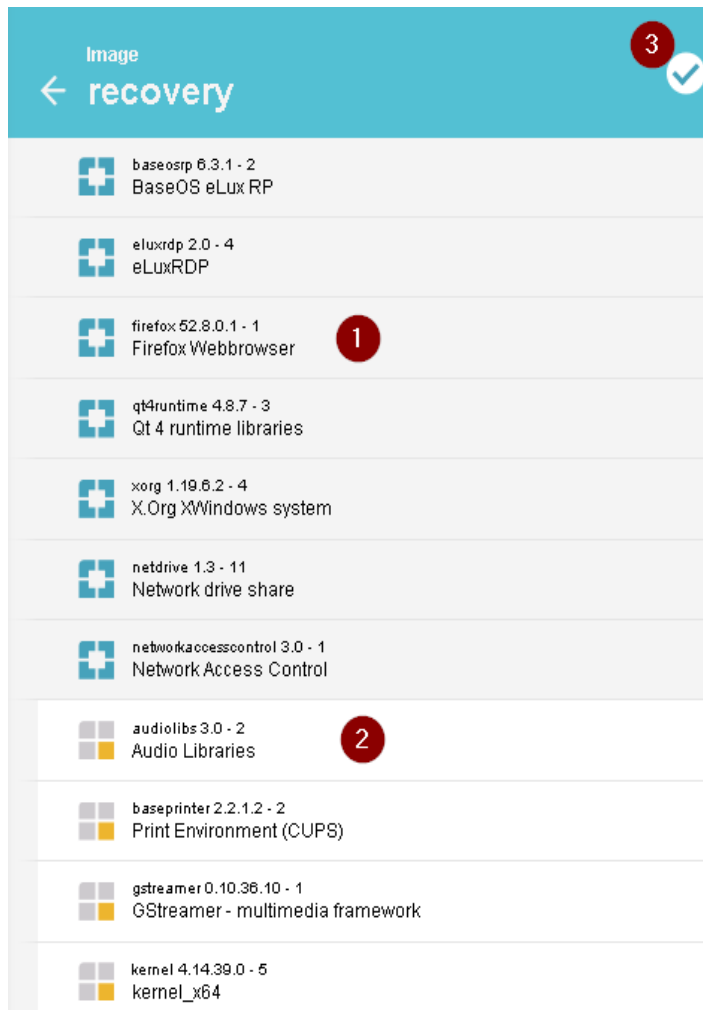 Image
3
recovery
baseosrp 6.3.1 - 2
BaseOS eLux RP
eluxrdp 2.0 - 4
eLuxRDP
firefox 52.8.0.1 - 1
Firefox Webbrowser
1
qt4runtime 4.8.7 - 3
Qt 4 runtime libraries
xorg 1.19.6.2 - 4
X.Org XWindows system
netdrive 1.3 - 11
Network drive share
networkaccesscontrol 3.0 - 1
Network Access Control
audiolibs 3.0 - 2
Audio Libraries
2
baseprinter 2.2.1.2 - 2
Print Environment (CUPS)
gstreamer 0.10.36.10 - 1
GStreamer - multimedia framework
kernel 4.14.39.0 - 5
kernel_x64